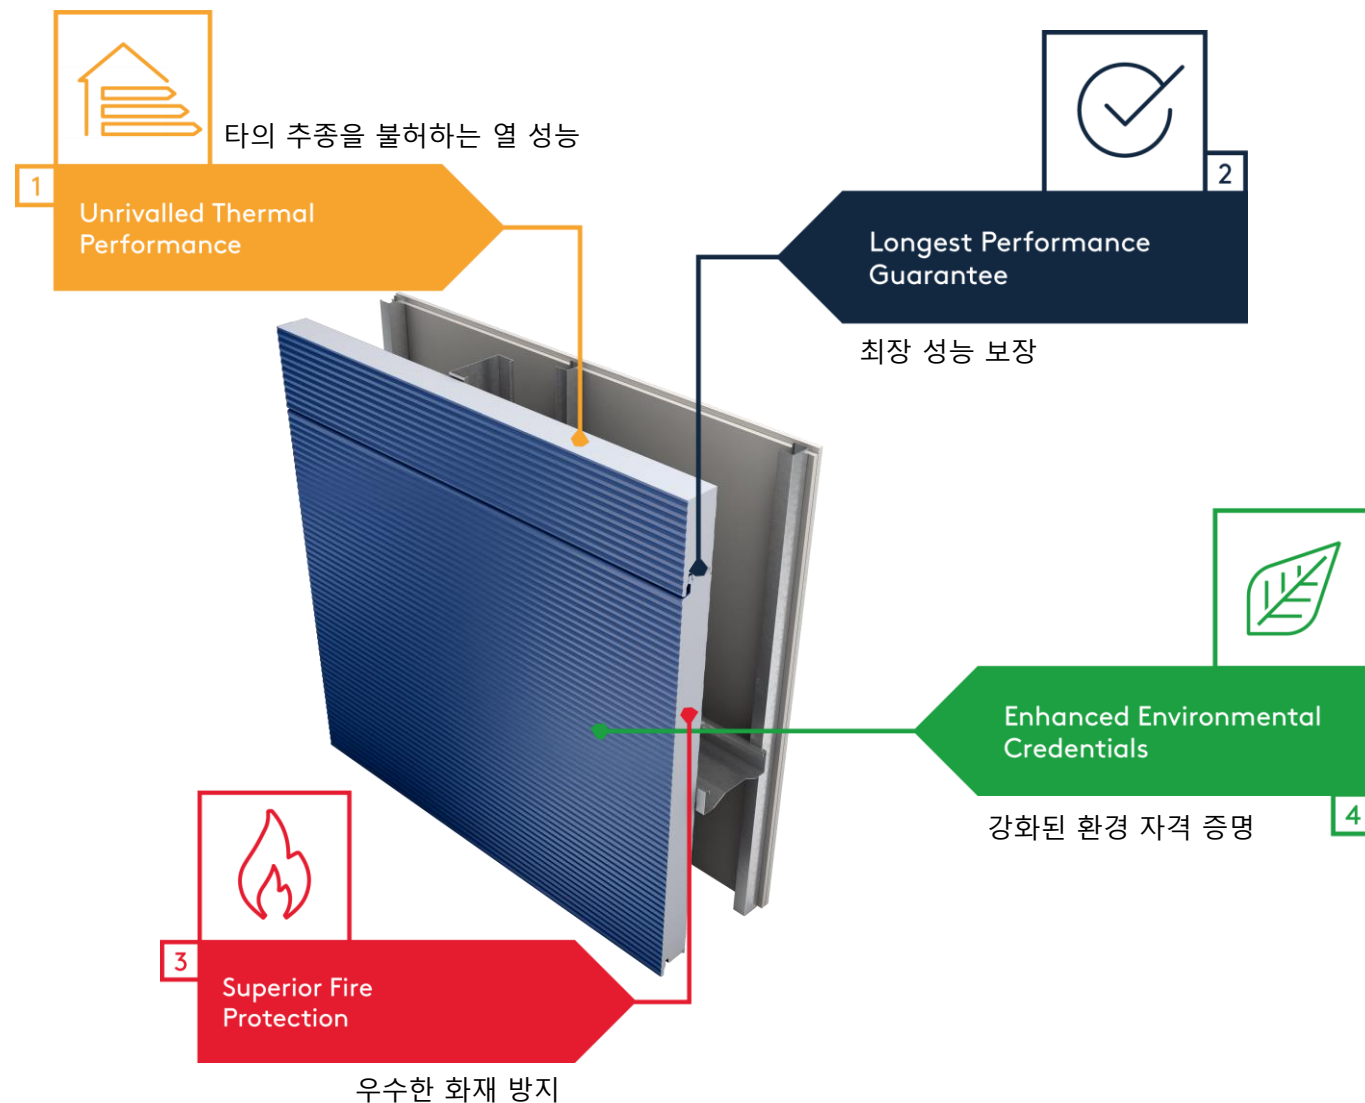 타의 추종을 불허하는 열 성능
1
Unrivalled Thermal
Performance
2
Longest Performance
Guarantee
최장 성능 보장
Enhanced Environmental
Credentials
4
강화된 환경 자격 증명
3
Superior Fire
Protection
우수한 화재 방지